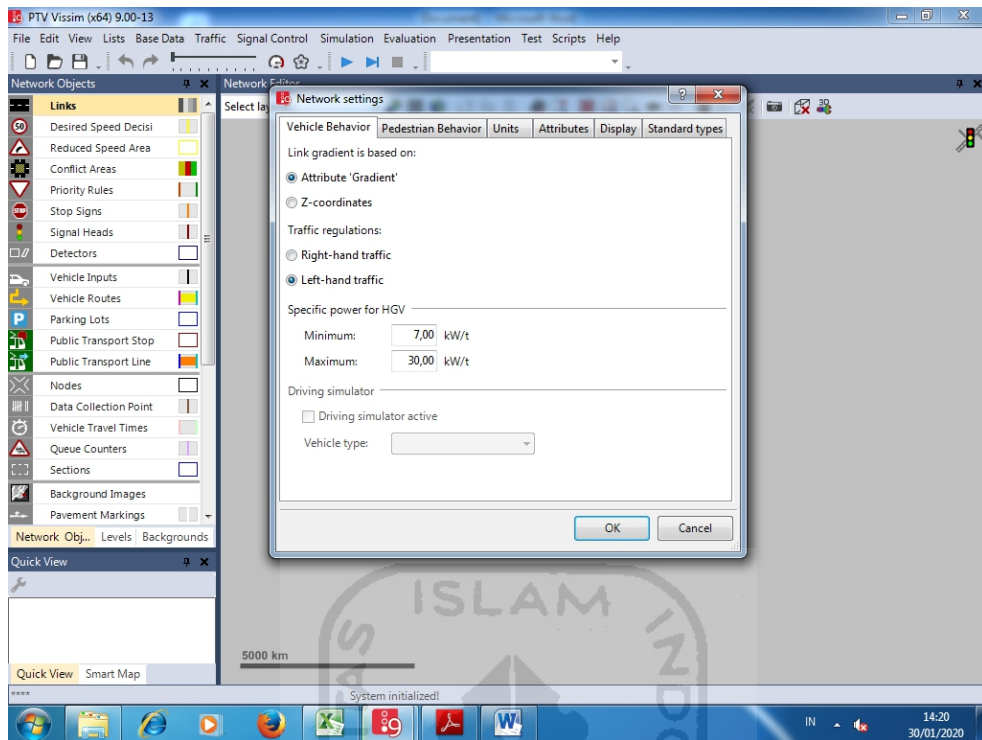 PTV Vissim (x64) 9.00-13
File Edit View Lists Base Data Traffic Signal Control Simulation Evaluation Presentation Test Scripts Help
Network Objects
Network Editor
Select la
Links
50 Desired Speed Decisi
Reduced Speed Area
Conflict Areas
Priority Rules
STOP Stop Signs
Signal Heads
Detectors
Vehicle Inputs
Vehicle Routes
P Parking Lots
Public Transport Stop
Public Transport Line
Nodes
Data Collection Point
Vehicle Travel Times
Queue Counters
Sections
Background Images
Pavement Markings
Network Obj... Levels Backgrounds
Quick View
Quick View Smart Map
Network settings
Vehicle Behavior Pedestrian Behavior Units Attributes Display Standard types
Link gradient is based on:
Attribute 'Gradient'
Z-coordinates
Traffic regulations:
Right-hand traffic
Left-hand traffic
Specific power for HGV
Minimum: 7,00 kW/t
Maximum: 30,00 kW/t
Driving simulator
Driving simulator active
Vehicle type:
OK Cancel
ISLAM
5000 km
**** System initialized!
IN 14:20
30/01/2020